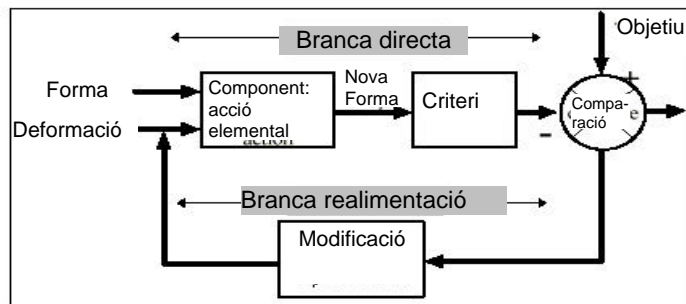 Objetiu
Branca directa
Forma
Component:
acció
elemental
Nova
Forma
Criteri
+
Compa-
ració
Deformació
-
Branca realimentació
Modificació